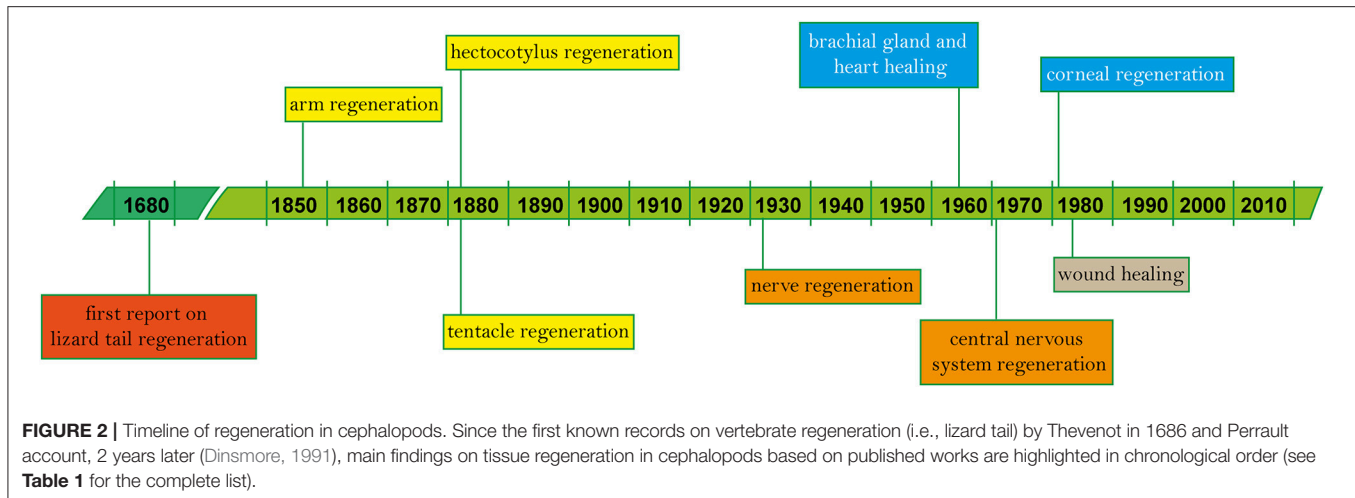 hectocotylus regeneration
brachial gland and
heart healing
corneal regeneration
arm regeneration
1680 1850 1860 1870 1880 1890 1900 1910 1920 1930 1940 1950 1960 1970 1980 1990 2000 2010
first report on
lizard tail regeneration
tentacle regeneration
nerve regeneration
central nervous
system regeneration
wound healing
FIGURE 2 | Timeline of regeneration in cephalopods. Since the first known records on vertebrate regeneration (i.e., lizard tail) by Thevenot in 1686 and Perrault
account, 2 years later (Dinsmore, 1991), main findings on tissue regeneration in cephalopods based on published works are highlighted in chronological order (see
Table 1 for the complete list).